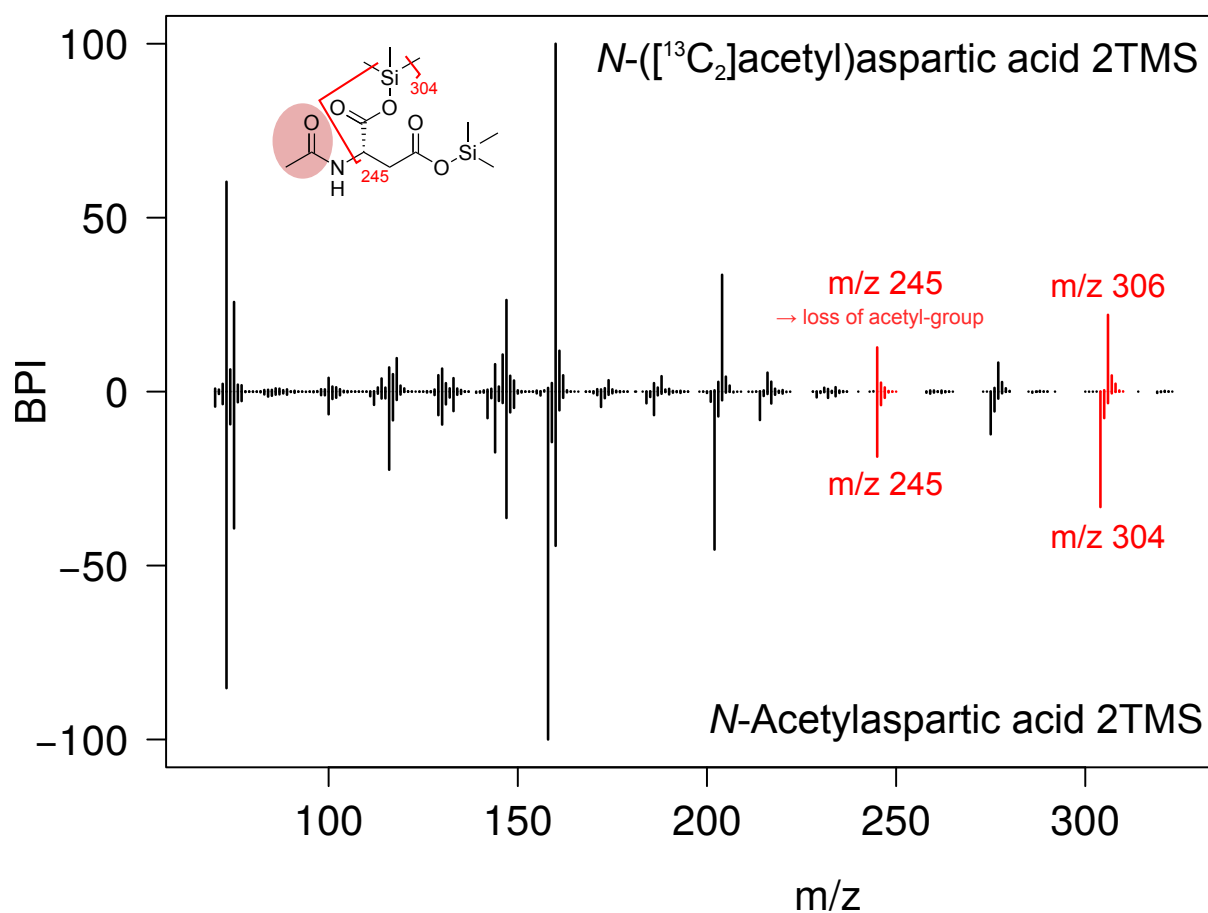 N-([¹³C₂]acetyl)aspartic acid 2TMS
Si
304
O
O
O
O
N
H
245
O
Si
m/z 245
→ loss of acetyl-group
m/z 306
m/z 245
m/z 304
N-Acetylaspartic acid 2TMS
BPI
100
50
0
−50
−100
100
150
200
250
300
m/z